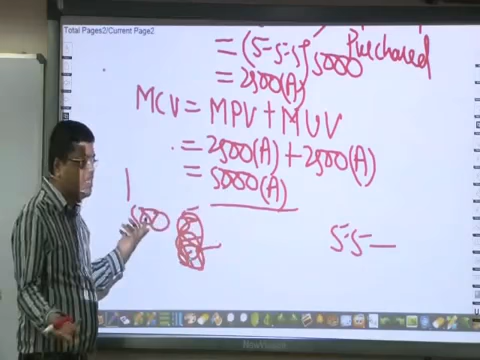 Total Pages2/Current Page2
= (5-5.5) 5000 Purchased
= 2500(A)
MCV = MPV + MUV
= 2500(A) + 2500(A)
= 5000(A)
5.5